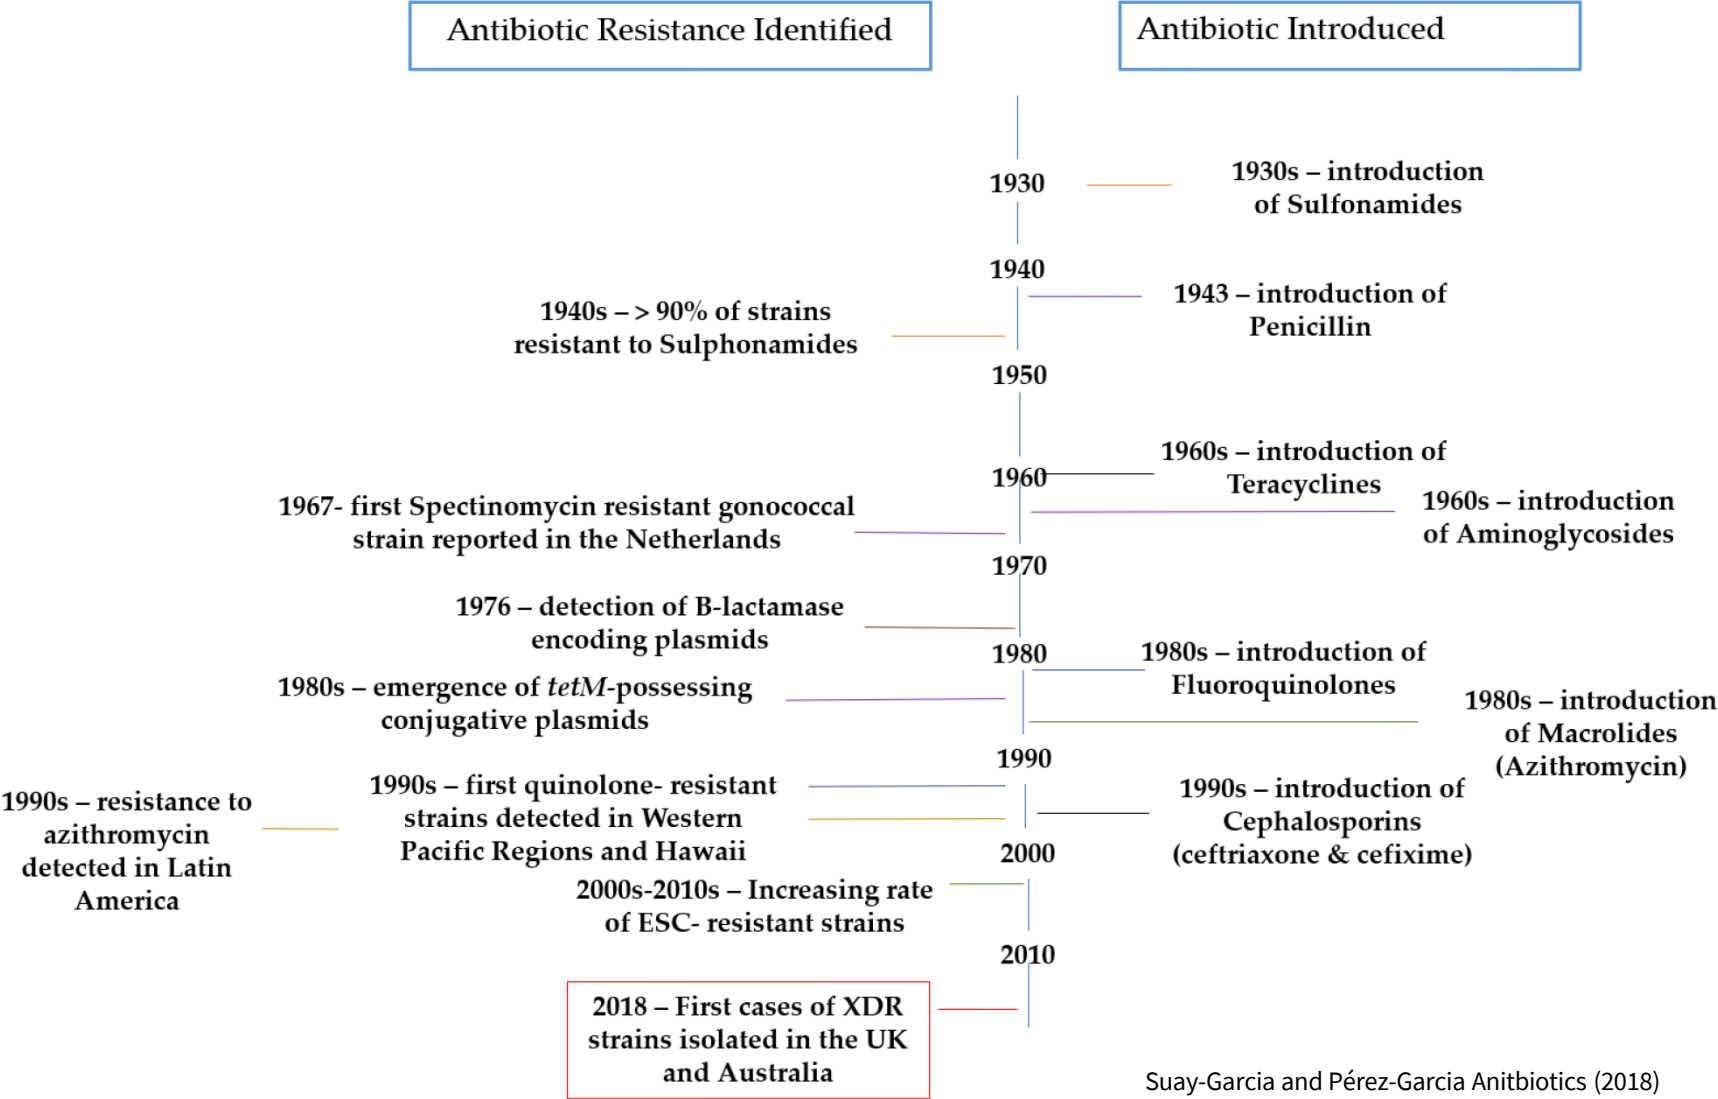 Antibiotic Resistance Identified
Antibiotic Introduced
1930
1930s – introduction
of Sulfonamides
1940
1943 – introduction of
Penicillin
1940s – > 90% of strains
resistant to Sulphonamides
1950
1960s – introduction of
Teracyclines
1960
1960s – introduction
of Aminoglycosides
1967- first Spectinomycin resistant gonococcal
strain reported in the Netherlands
1970
1976 – detection of B-lactamase
encoding plasmids
1980
1980s – introduction of
Fluoroquinolones
1980s – emergence of tetM-possessing
conjugative plasmids
1980s – introduction
of Macrolides
(Azithromycin)
1990
1990s – first quinolone- resistant
strains detected in Western
Pacific Regions and Hawaii
1990s – resistance to
azithromycin
detected in Latin
America
1990s – introduction of
Cephalosporins
(ceftriaxone & cefixime)
2000
2000s-2010s – Increasing rate
of ESC- resistant strains
2010
2018 – First cases of XDR
strains isolated in the UK
and Australia
Suay-Garcia and Pérez-Garcia Anitbiotics (2018)